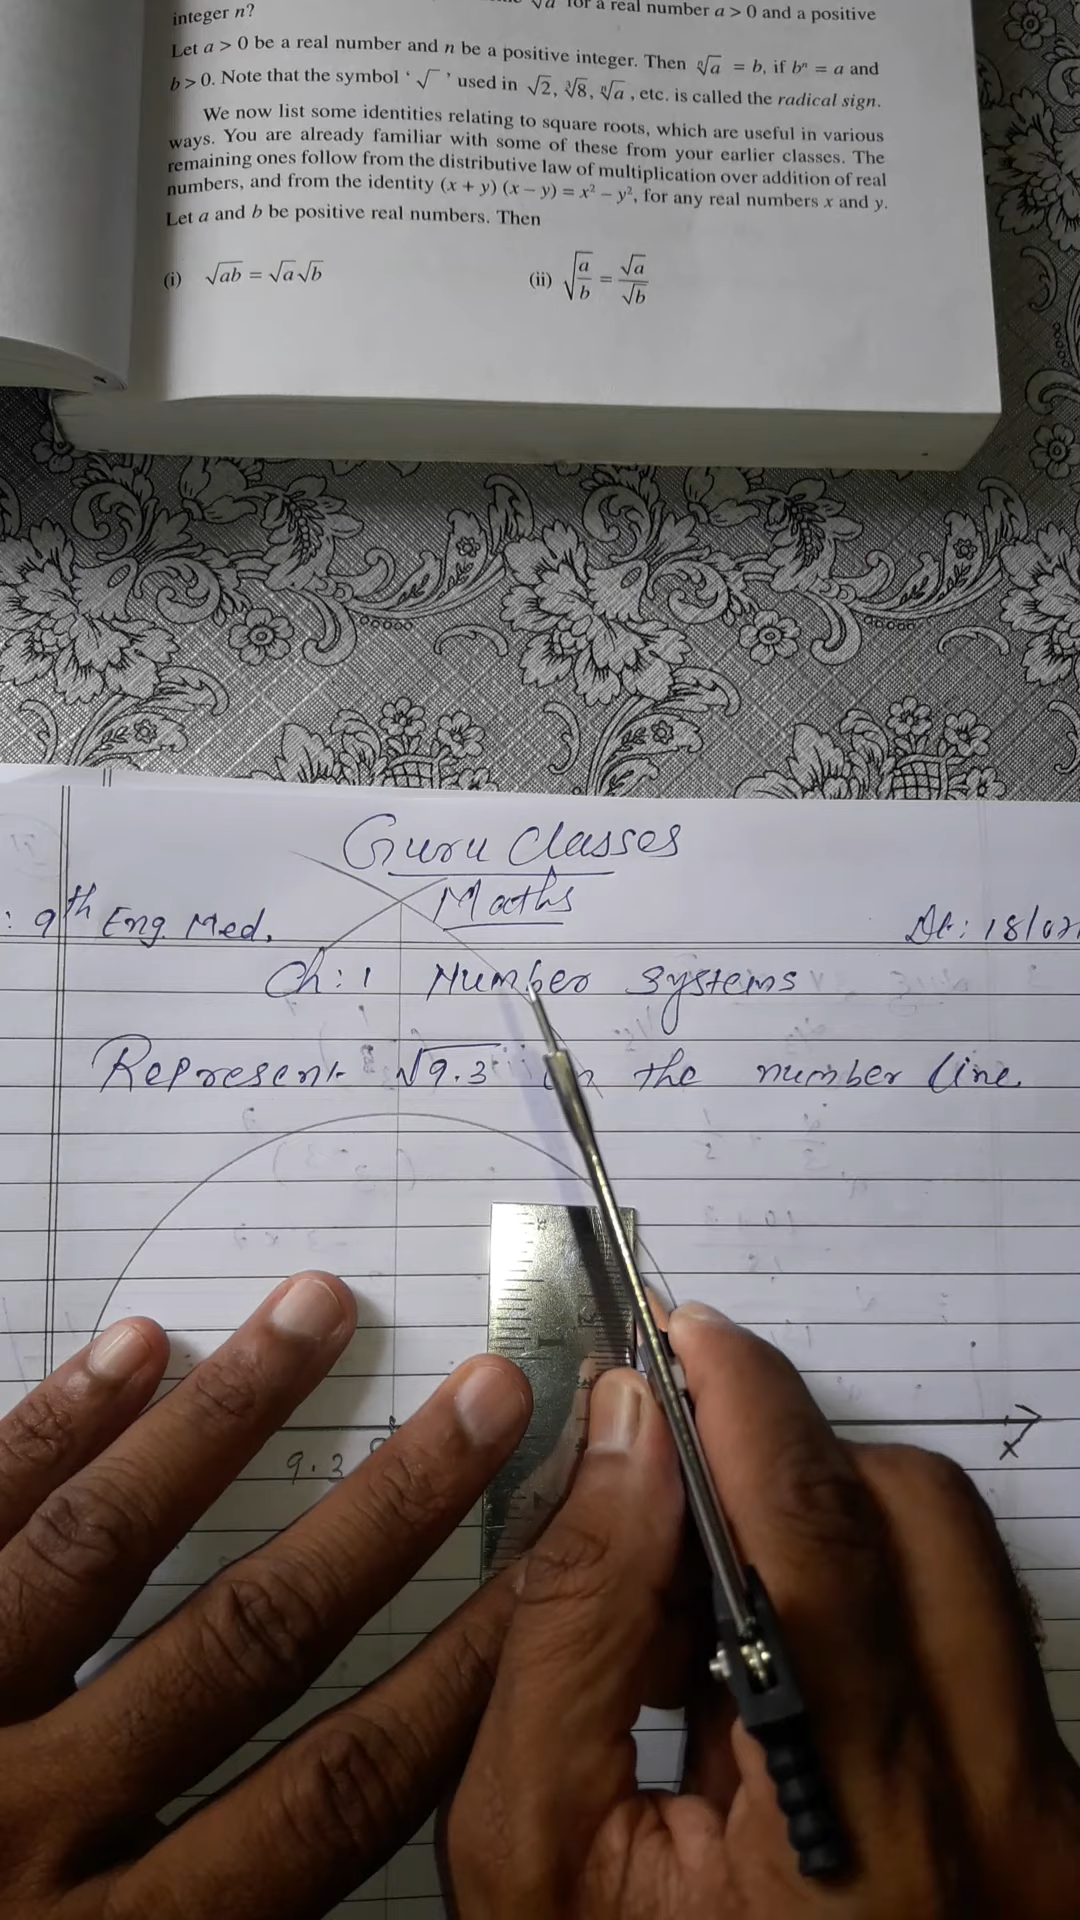 for a real number a > 0 and a positive
integer n?
Let a > 0 be a real number and n be a positive integer. Then ⁿ√a = b, if bⁿ = a and
b > 0. Note that the symbol ‘√ ’ used in √2, ³√8, ⁿ√a , etc. is called the radical sign.
We now list some identities relating to square roots, which are useful in various
ways. You are already familiar with some of these from your earlier classes. The
remaining ones follow from the distributive law of multiplication over addition of real
numbers, and from the identity (x + y) (x – y) = x² – y², for any real numbers x and y.
Let a and b be positive real numbers. Then
(i) √ab = √a√b (ii) √(a/b) = √a/√b
Guru Classes
Maths
: 9th Eng. Med. Dt: 18/02
Ch: 1 Number Systems
Represent √9.3 on the number line.
9.3
X